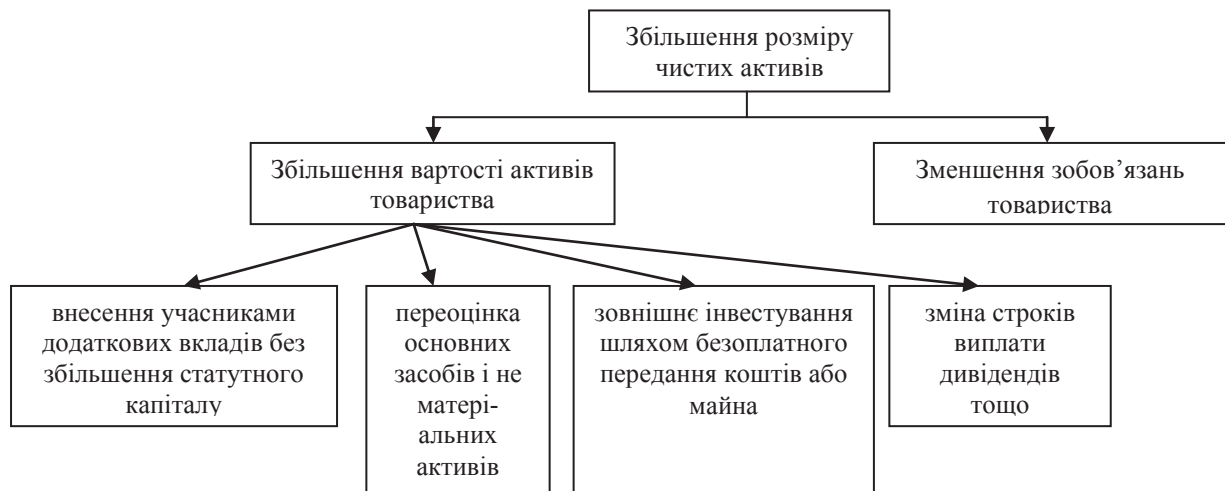 Збільшення розміру
чистих активів
Збільшення вартості активів
товариства
Зменшення зобов’язань
товариства
внесення учасниками
додаткових вкладів без
збільшення статутного
капіталу
переоцінка
основних
засобів і не
матері-
альних
активів
зовнішнє інвестування
шляхом безоплатного
передання коштів або
майна
зміна строків
виплати
дивідендів
тощо